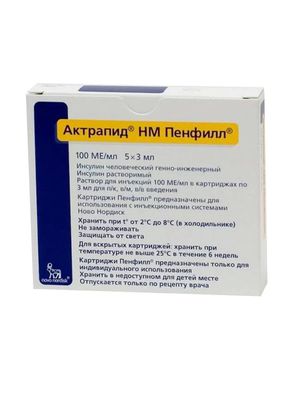 Актрапид® НМ Пенфилл®
100 МЕ/мл 5×3 мл
Инсулин человеческий генно-инженерный
Инсулин растворимый
Раствор для инъекций 100 МЕ/мл в картриджах по
3 мл для п/к, в/м, в/в введения
Картриджи Пенфилл® предназначены для
использования с инъекционными системами
Ново Нордиск
Хранить при t° от 2°C до 8°C (в холодильнике)
Не замораживать
Защищать от света
Для вскрытых картриджей: хранить при
температуре не выше 25°C в течение 6 недель
Картриджи Пенфилл® предназначены только для
индивидуального использования
Хранить в недоступном для детей месте
Отпускается только по рецепту врача
novo nordisk